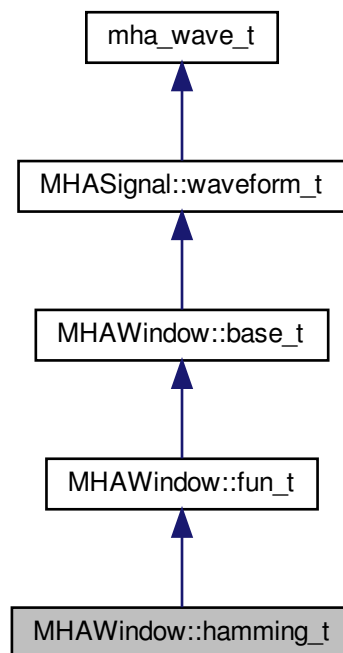 mha_wave_t
MHASignal::waveform_t
MHAWindow::base_t
MHAWindow::fun_t
MHAWindow::hamming_t